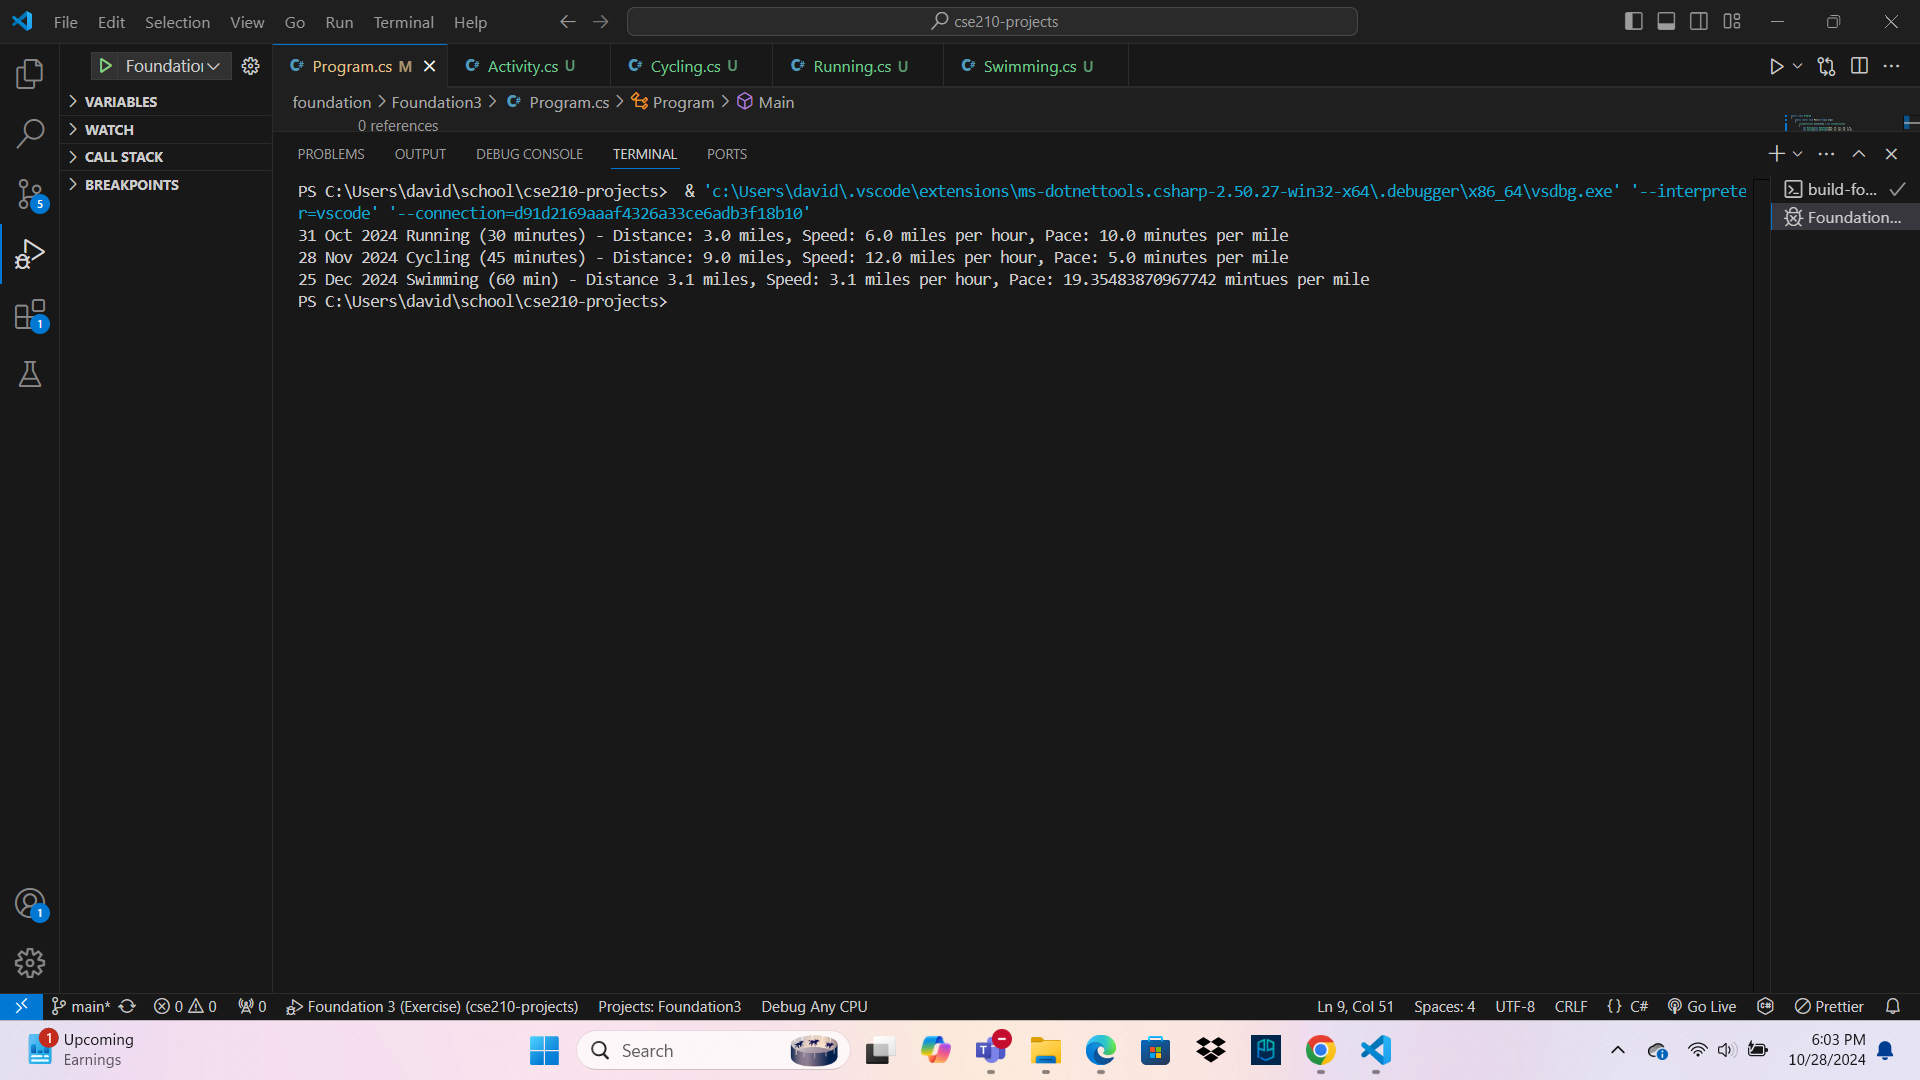 File Edit Selection View Go Run Terminal Help
cse210-projects
Program.cs M
Activity.cs U
Cycling.cs U
Running.cs U
Swimming.cs U
VARIABLES
WATCH
CALL STACK
BREAKPOINTS
foundation > Foundation3 > Program.cs > Program > Main
0 references
PROBLEMS OUTPUT DEBUG CONSOLE TERMINAL PORTS
PS C:\Users\david\school\cse210-projects>  & 'c:\Users\david\.vscode\extensions\ms-dotnettools.csharp-2.50.27-win32-x64\.debugger\x86_64\vsdbg.exe' '--interprete
r=vscode' '--connection=d91d2169aaaf4326a33ce6adb3f18b10'
31 Oct 2024 Running (30 minutes) - Distance: 3.0 miles, Speed: 6.0 miles per hour, Pace: 10.0 minutes per mile
28 Nov 2024 Cycling (45 minutes) - Distance: 9.0 miles, Speed: 12.0 miles per hour, Pace: 5.0 minutes per mile
25 Dec 2024 Swimming (60 min) - Distance 3.1 miles, Speed: 3.1 miles per hour, Pace: 19.35483870967742 mintues per mile
PS C:\Users\david\school\cse210-projects>
build-fo...
Foundation...
5
1
1
main* 0 0 0 Foundation 3 (Exercise) (cse210-projects) Projects: Foundation3 Debug Any CPU
Ln 9, Col 51 Spaces: 4 UTF-8 CRLF {} C# Go Live Prettier
1
Upcoming
Earnings
Search
6:03 PM
10/28/2024